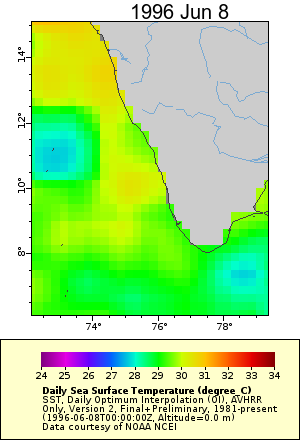 1996 Jun 8
14°
12°
10°
8°
74°
76°
78°
24 25 26 27 28 29 30 31 32 33 34
Daily Sea Surface Temperature (degree_C)
SST, Daily Optimum Interpolation (OI), AVHRR
Only, Version 2, Final+Preliminary, 1981-present
(1996-06-08T00:00:00Z, Altitude=0.0 m)
Data courtesy of NOAA NCEI